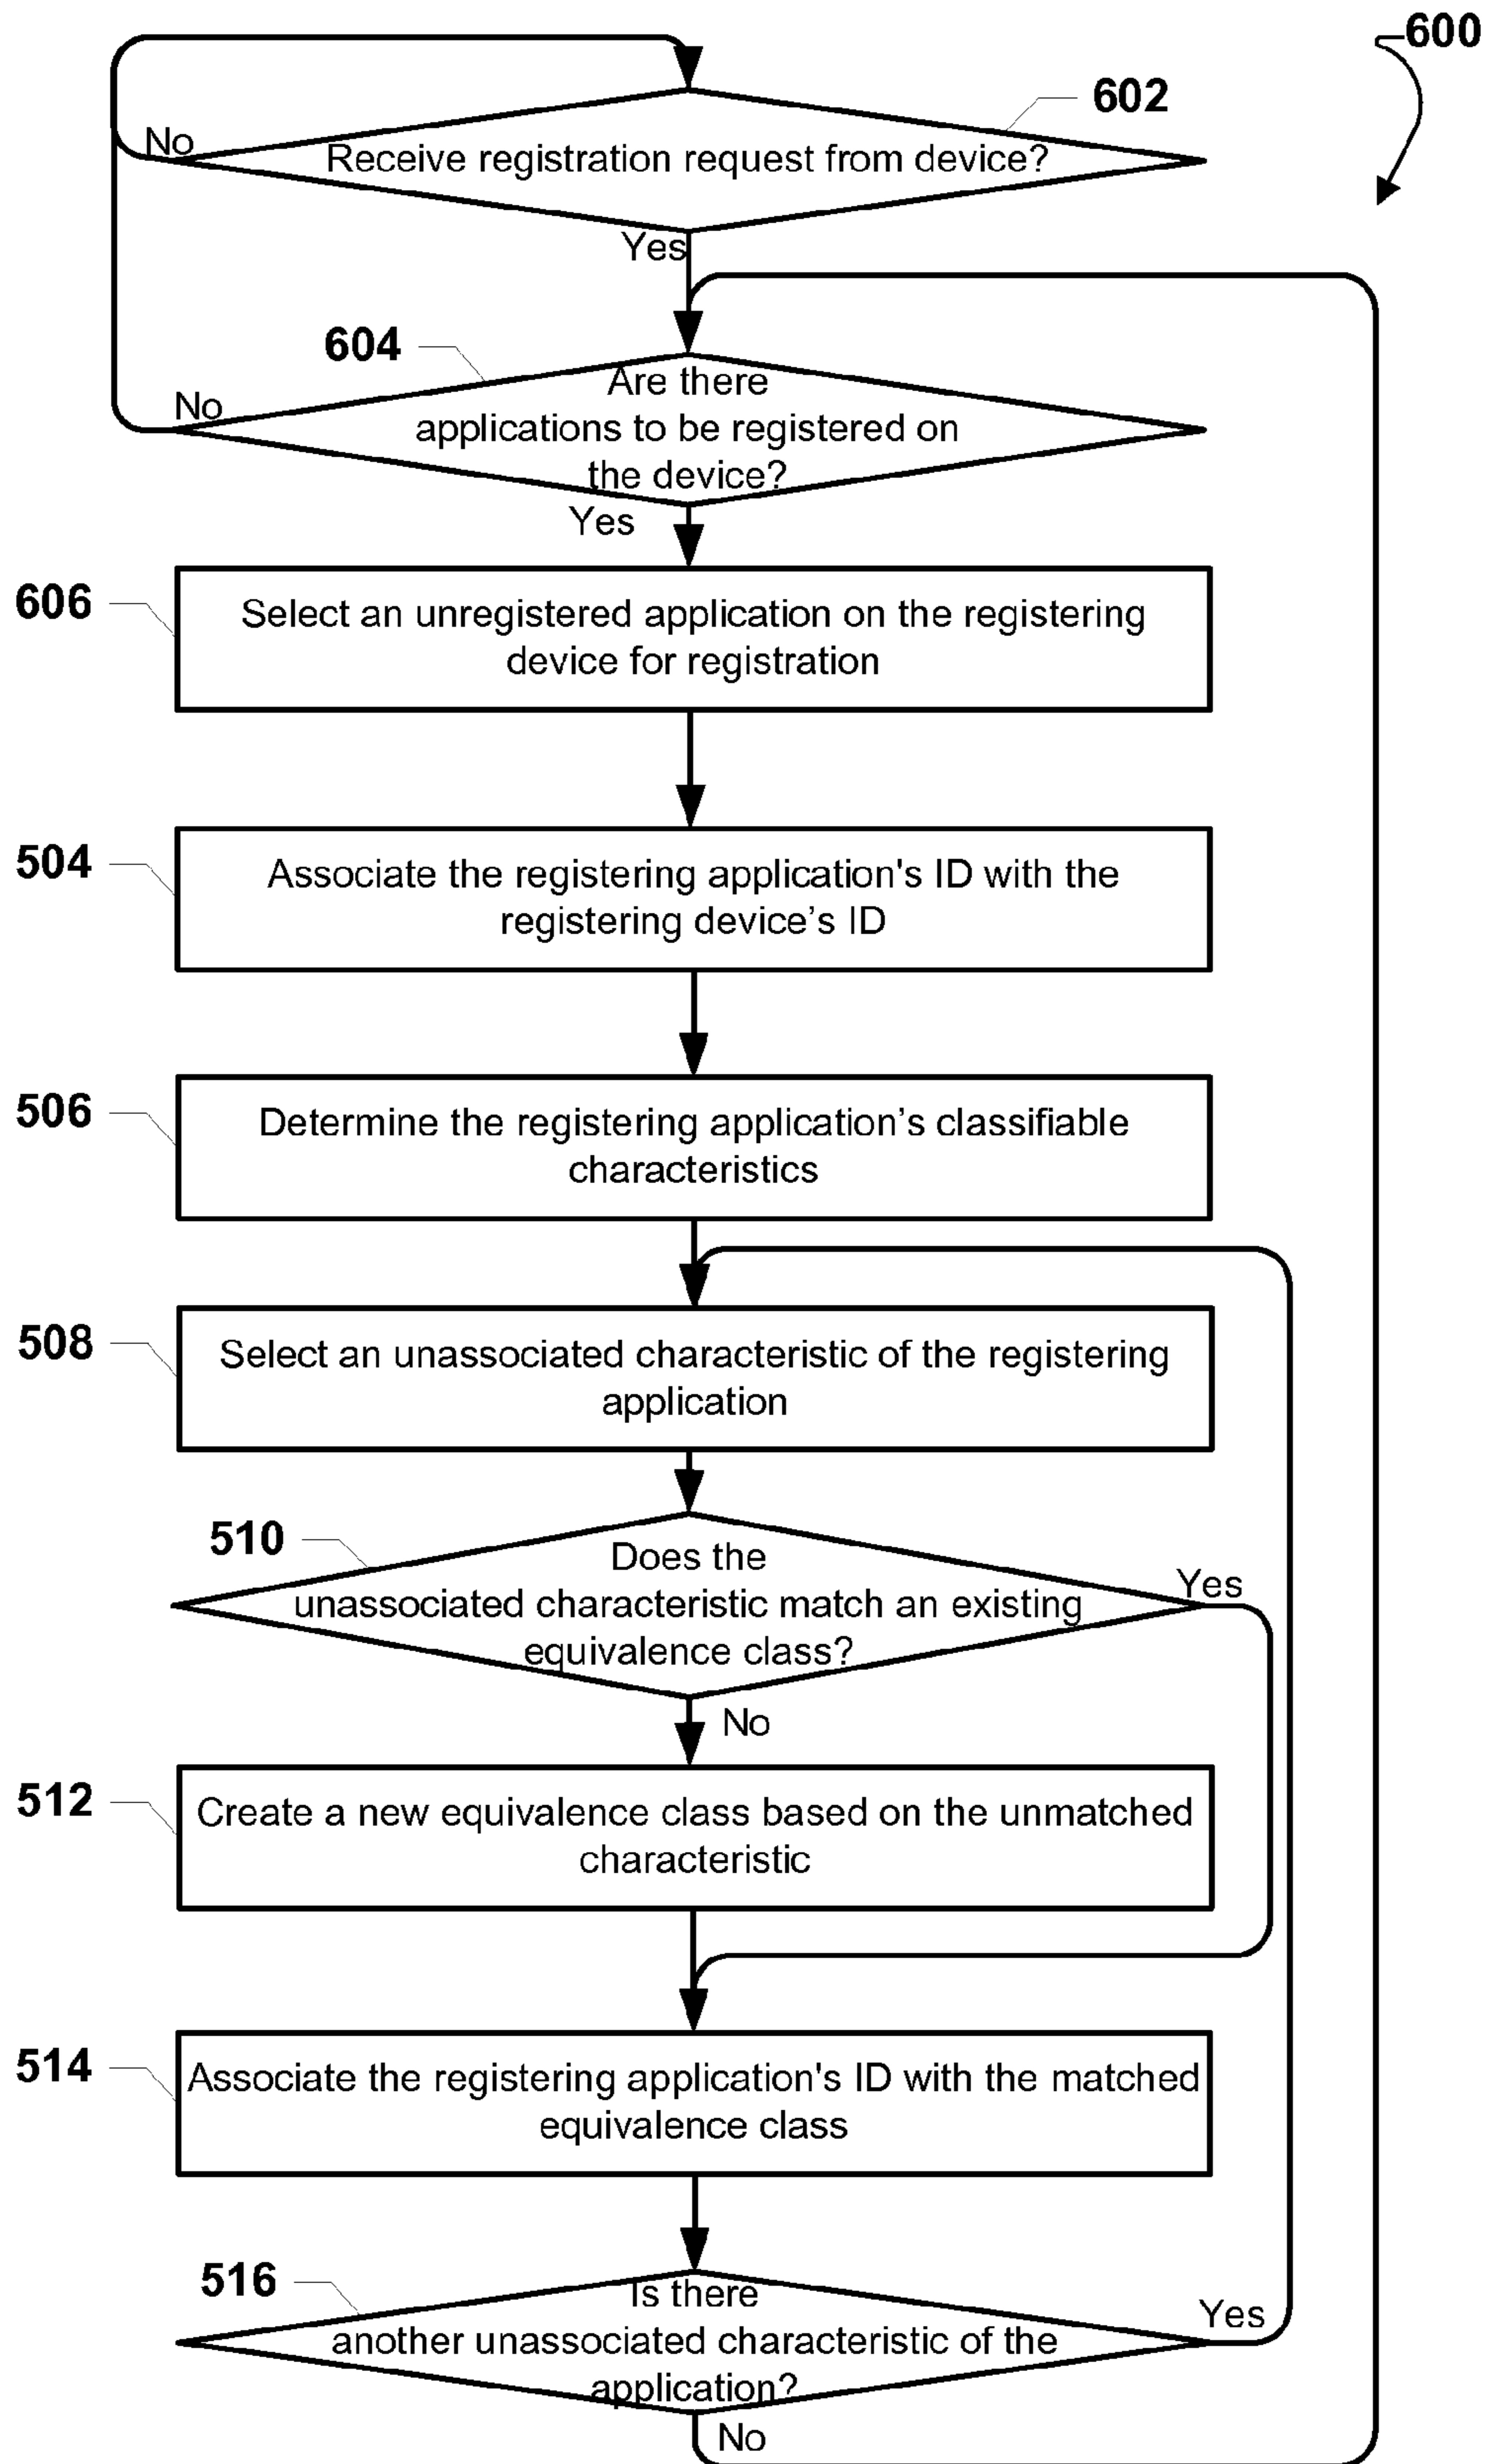 600
602
No
Receive registration request from device?
Yes
604
Are there
No
applications to be registered on
the device?
Yes
606
Select an unregistered application on the registering
device for registration
504
Associate the registering application's ID with the
registering device’s ID
506
Determine the registering application’s classifiable
characteristics
508
Select an unassociated characteristic of the registering
application
510
Does the
Yes
unassociated characteristic match an existing
equivalence class?
No
512
Create a new equivalence class based on the unmatched
characteristic
514
Associate the registering application's ID with the matched
equivalence class
516
Is there
Yes
another unassociated characteristic of the
application?
No